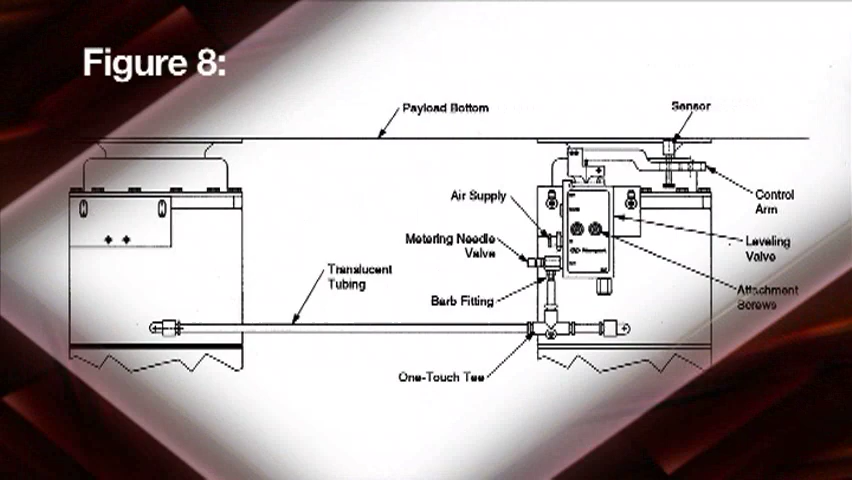 Figure 8:
Payload Bottom
Sensor
Air Supply
Control
Arm
Metering Needle
Valve
Leveling
Valve
Translucent
Tubing
Barb Fitting
Attachment
Screws
One-Touch Tee